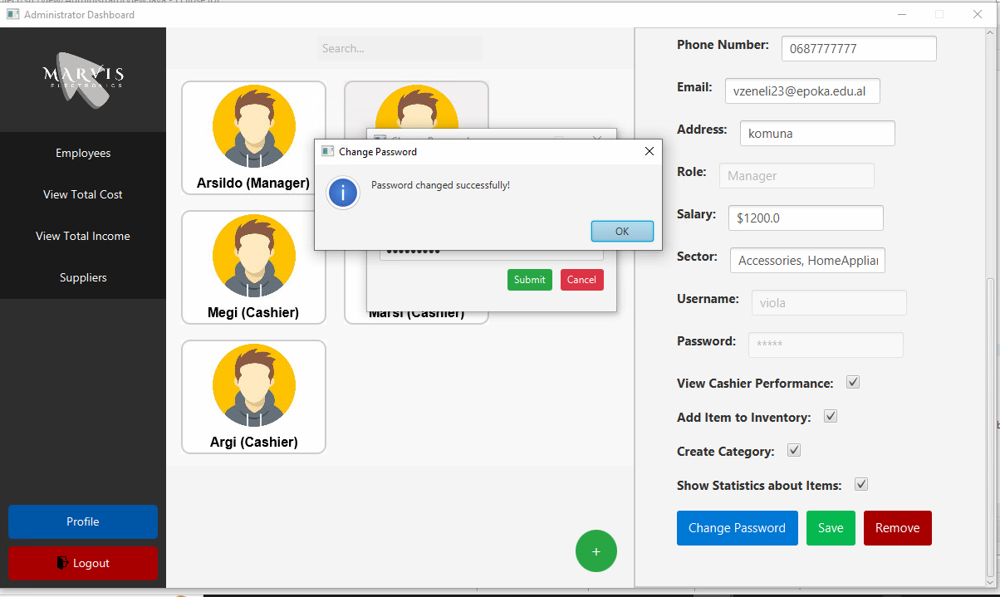 Administrator Dashboard
MARVIS
ELECTRONICS
Employees
View Total Cost
View Total Income
Suppliers
Profile
Logout
Search...
Arsildo (Manager)
Megi (Cashier)
Marsi (Cashier)
Argi (Cashier)
+
Change Password
Password changed successfully!
OK
Submit
Cancel
Phone Number: 0687777777
Email: vzeneli23@epoka.edu.al
Address: komuna
Role: Manager
Salary: $1200.0
Sector: Accessories, HomeApplian
Username: viola
Password: *****
View Cashier Performance:
Add Item to Inventory:
Create Category:
Show Statistics about Items:
Change Password
Save
Remove